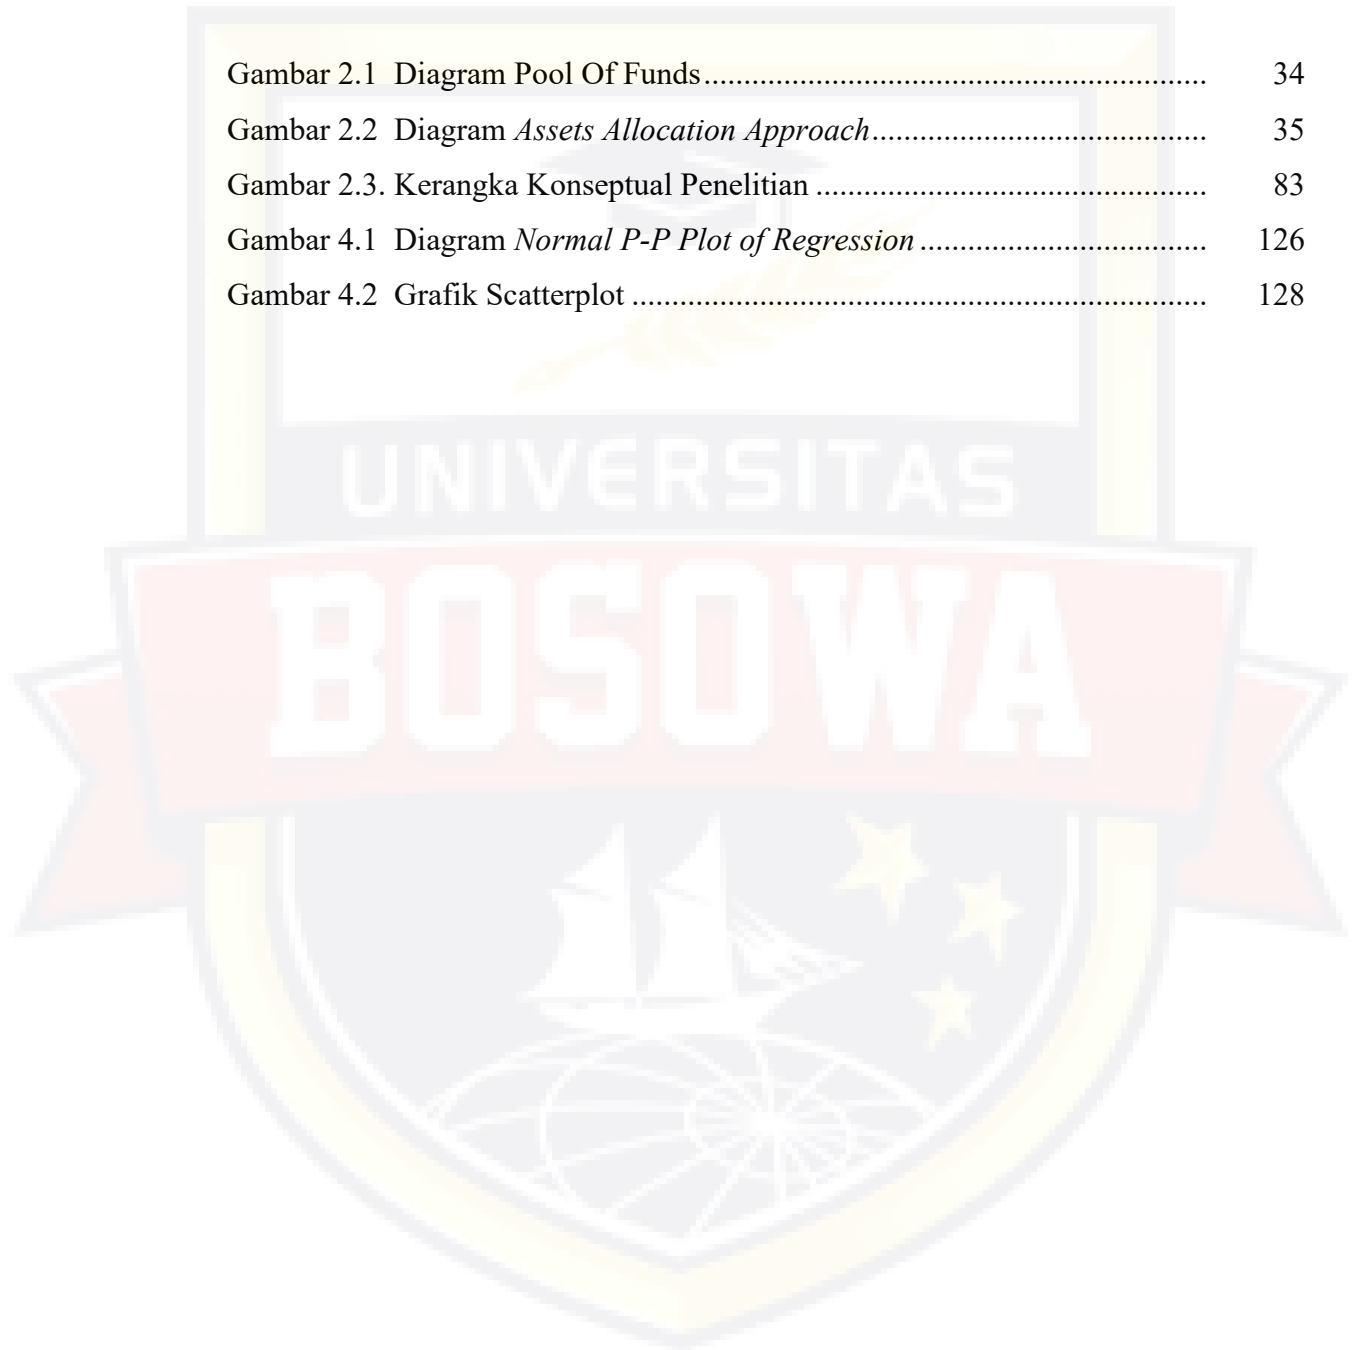 Gambar 2.1  Diagram Pool Of Funds............................................................... 34
Gambar 2.2  Diagram Assets Allocation Approach.......................................... 35
Gambar 2.3. Kerangka Konseptual Penelitian ................................................. 83
Gambar 4.1  Diagram Normal P-P Plot of Regression .................................... 126
Gambar 4.2  Grafik Scatterplot ........................................................................ 128
UNIVERSITAS
BOSOWA